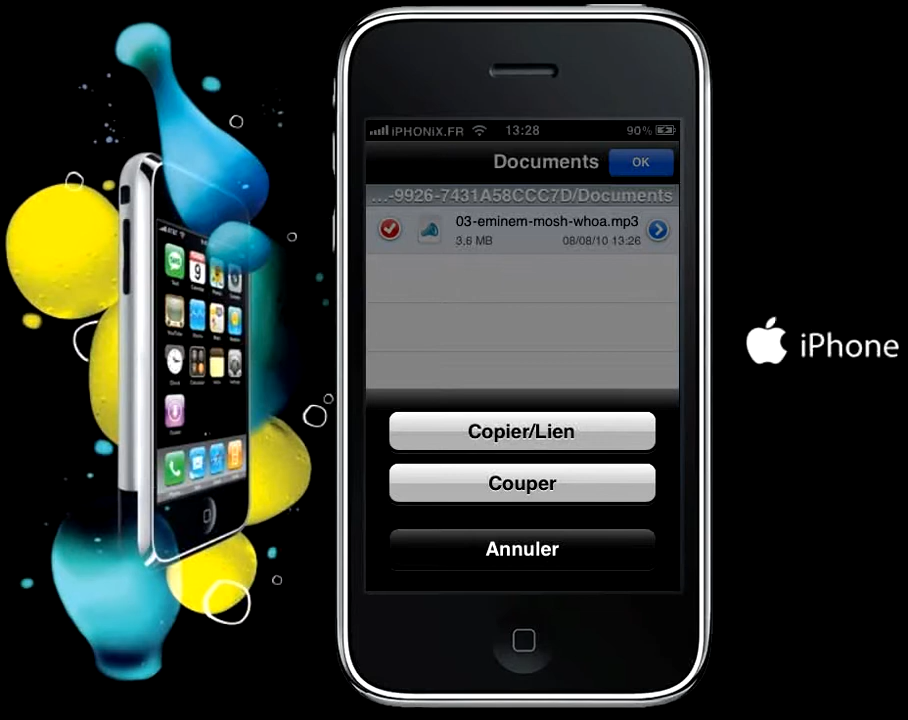 iPHONiX.FR 13:28 90%
Documents OK
...-9926-7431A58CCC7D/Documents
03-eminem-mosh-whoa.mp3
3.6 MB 08/08/10 13:26
Copier/Lien
Couper
Annuler
iPhone
9